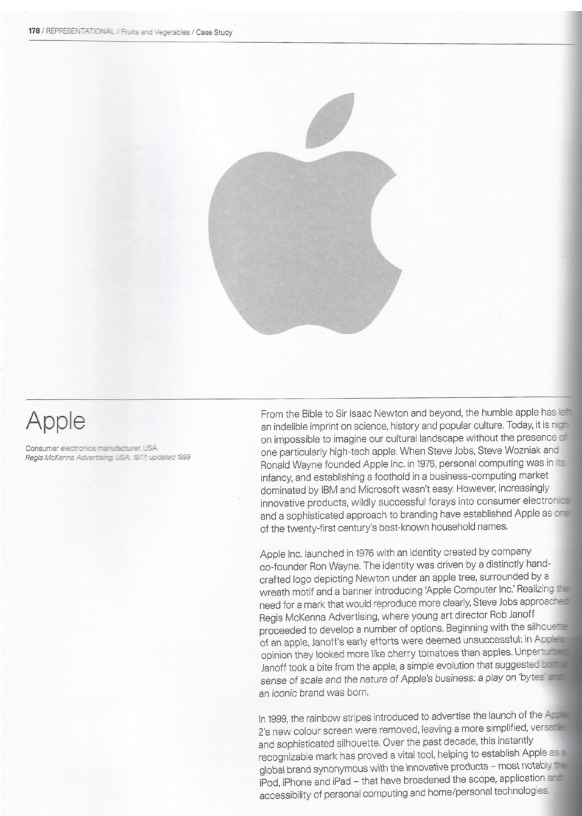 178 / REPRESENTATIONAL / Fruits and Vegetables / Case Study
Apple
Consumer electronics manufacturer, USA
Regis McKenna Advertising, USA, 1977; updated 1999
From the Bible to Sir Isaac Newton and beyond, the humble apple has left
an indelible imprint on science, history and popular culture. Today, it is nigh
on impossible to imagine our cultural landscape without the presence of
one particularly high-tech apple. When Steve Jobs, Steve Wozniak and
Ronald Wayne founded Apple Inc. in 1976, personal computing was in its
infancy, and establishing a foothold in a business-computing market
dominated by IBM and Microsoft wasn't easy. However, increasingly
innovative products, wildly successful forays into consumer electronics
and a sophisticated approach to branding have established Apple as one
of the twenty-first century's best-known household names.
Apple Inc. launched in 1976 with an identity created by company
co-founder Ron Wayne. The identity was driven by a distinctly hand-
crafted logo depicting Newton under an apple tree, surrounded by a
wreath motif and a banner introducing 'Apple Computer Inc.' Realizing the
need for a mark that would reproduce more clearly, Steve Jobs approached
Regis McKenna Advertising, where young art director Rob Janoff
proceeded to develop a number of options. Beginning with the silhouette
of an apple, Janoff's early efforts were deemed unsuccessful: in Apple's
opinion they looked more like cherry tomatoes than apples. Unperturbed,
Janoff took a bite from the apple, a simple evolution that suggested both a
sense of scale and the nature of Apple's business: a play on 'bytes' and
an iconic brand was born.
In 1999, the rainbow stripes introduced to advertise the launch of the Apple
2's new colour screen were removed, leaving a more simplified, versatile
and sophisticated silhouette. Over the past decade, this instantly
recognizable mark has proved a vital tool, helping to establish Apple as a
global brand synonymous with the innovative products – most notably the
iPod, iPhone and iPad – that have broadened the scope, application and
accessibility of personal computing and home/personal technologies.